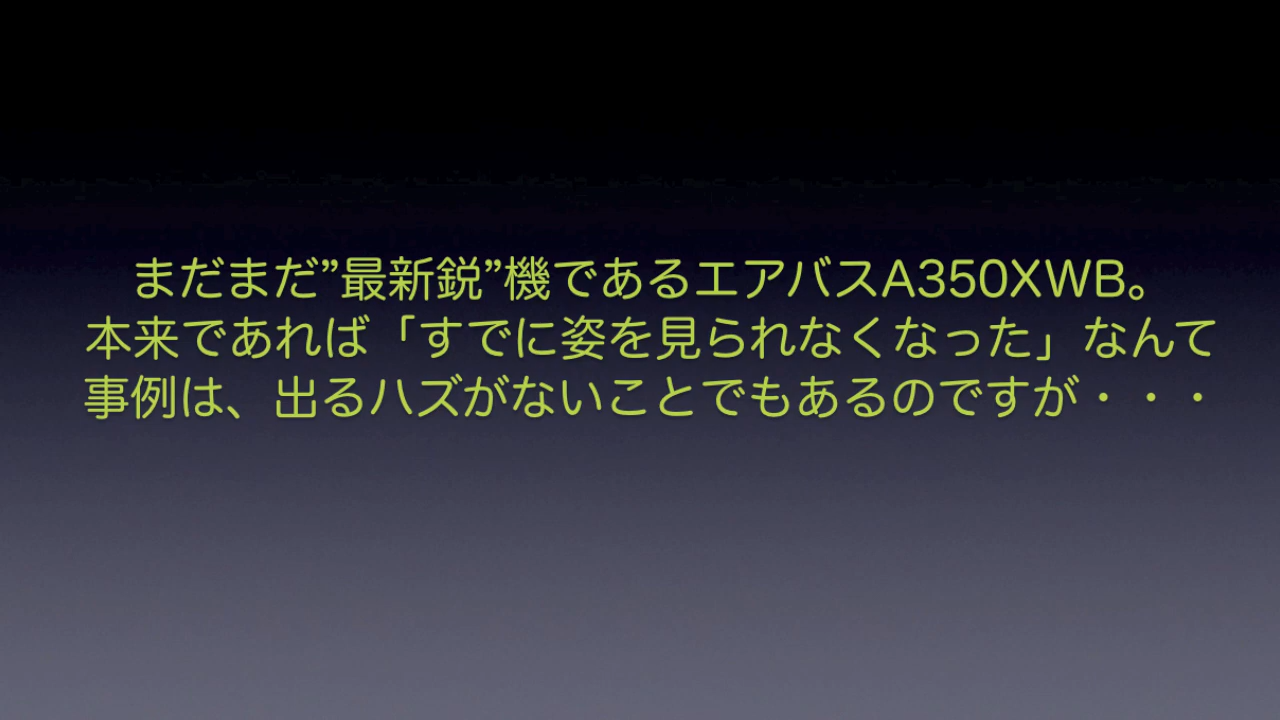 まだまだ”最新鋭”機であるエアバスA350XWB。
本来であれば「すでに姿を見られなくなった」なんて
事例は、出るハズがないことでもあるのですが・・・